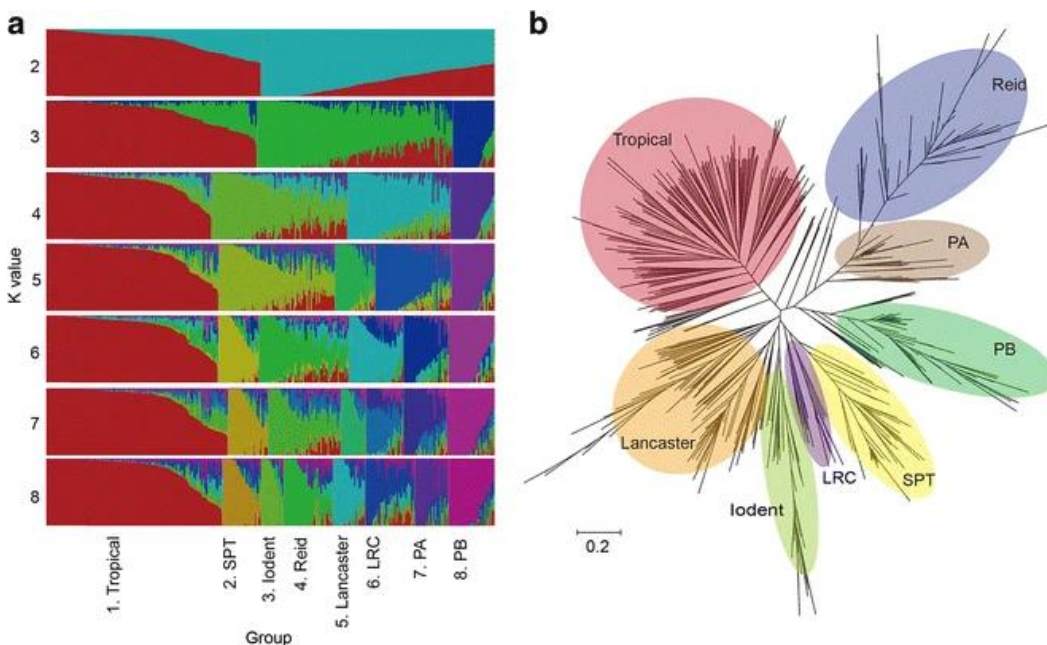 a
K value
2
3
4
5
6
7
8
1. Tropical
2. SPT
3. Iodent
4. Reid
5. Lancaster
6. LRC
7. PA
8. PB
Group
b
Reid
Tropical
PA
PB
Lancaster
LRC
SPT
Iodent
0.2